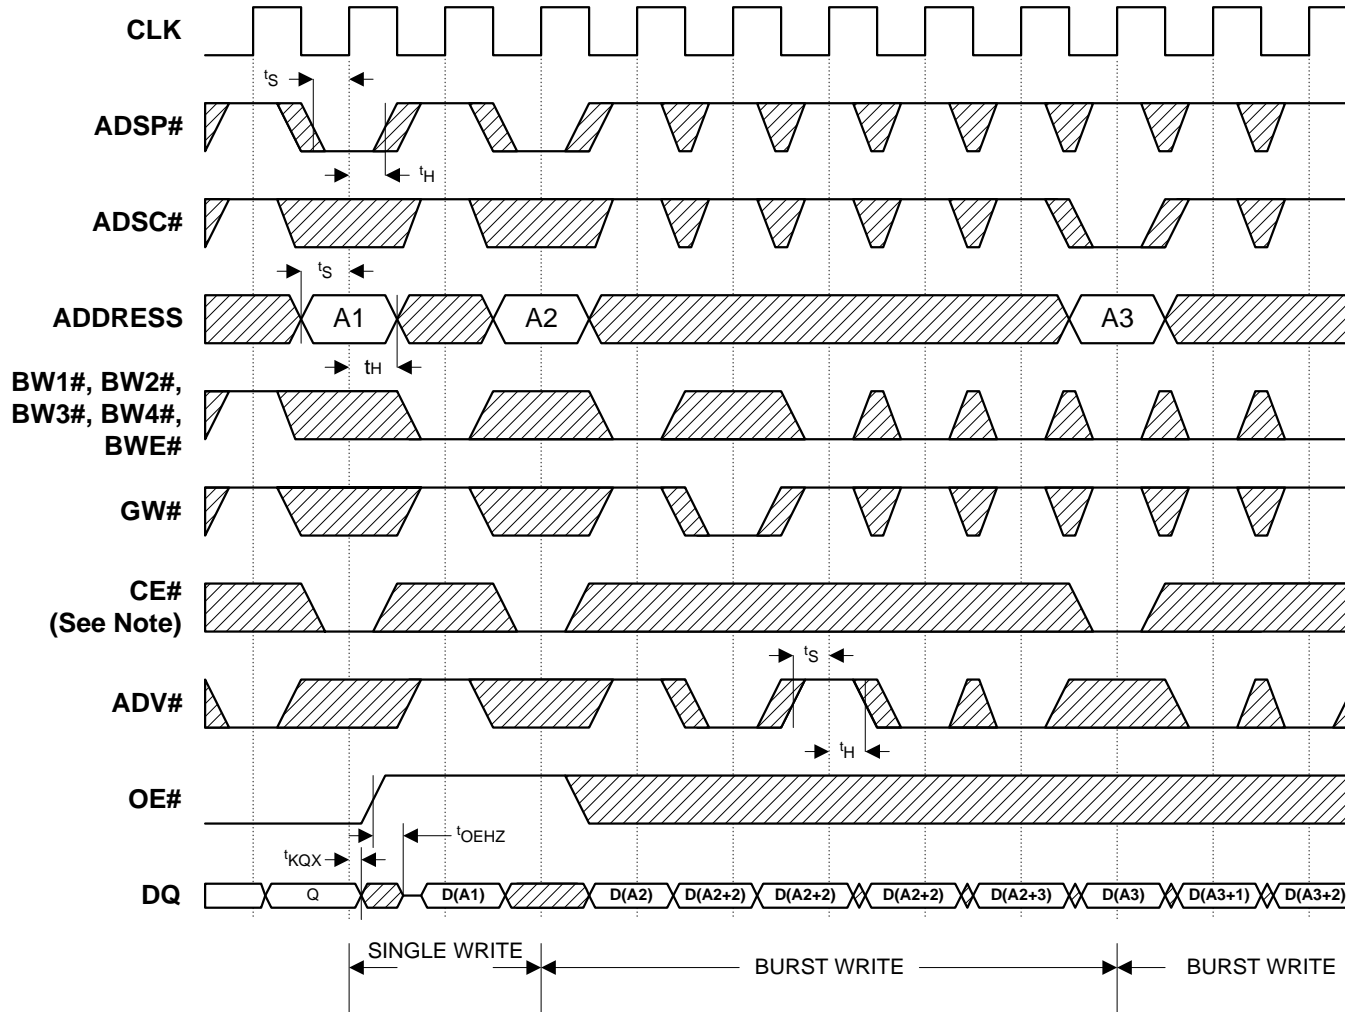 CLK
tS
ADSP#
tH
ADSC#
tS
ADDRESS
A1
A2
A3
tH
BW1#, BW2#,
BW3#, BW4#,
BWE#
GW#
CE#
(See Note)
tS
ADV#
tH
OE#
tOEHZ
tKQX
DQ
Q
D(A1)
D(A2)
D(A2+2)
D(A2+2)
D(A2+2)
D(A2+3)
D(A3)
D(A3+1)
D(A3+2)
SINGLE WRITE
BURST WRITE
BURST WRITE